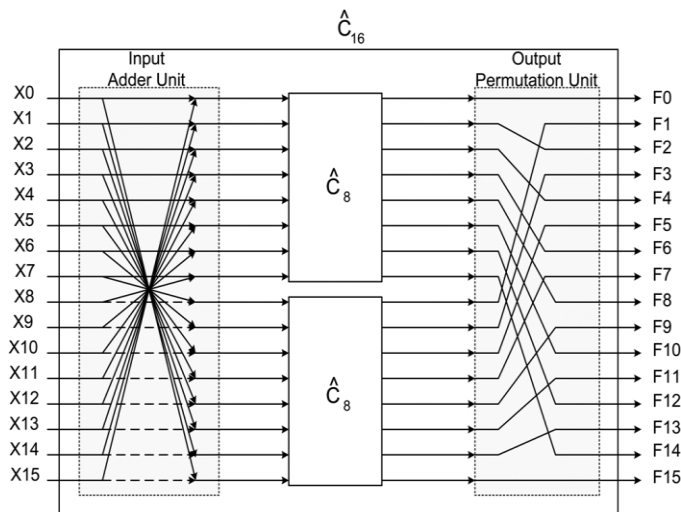 Ĉ16
Input Adder Unit
Output Permutation Unit
X0
X1
X2
X3
X4
X5
X6
X7
X8
X9
X10
X11
X12
X13
X14
X15
Ĉ8
Ĉ8
F0
F1
F2
F3
F4
F5
F6
F7
F8
F9
F10
F11
F12
F13
F14
F15